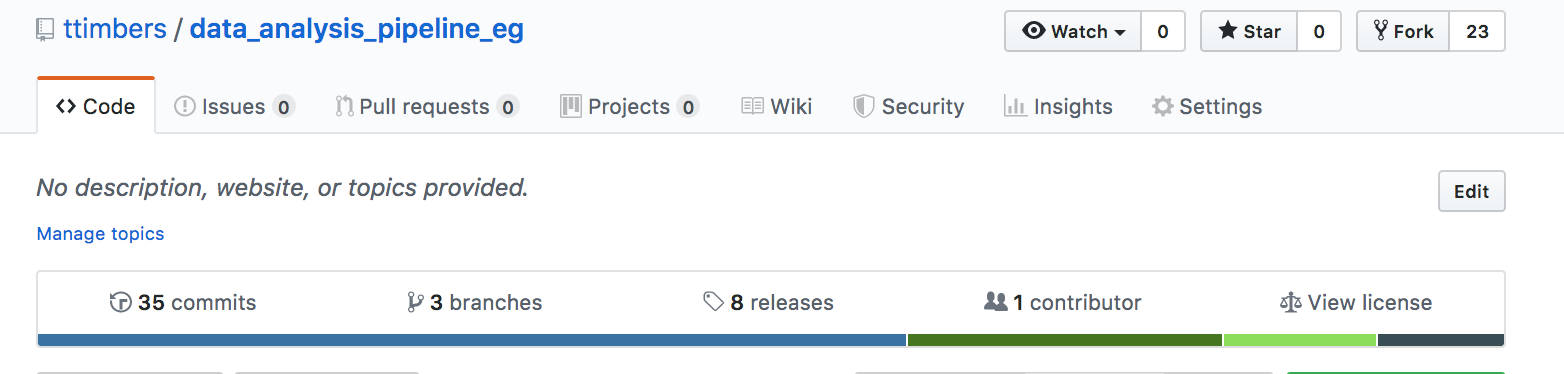 ttimbers / data_analysis_pipeline_eg Watch 0 Star 0 Fork 23
Code Issues 0 Pull requests 0 Projects 0 Wiki Security Insights Settings
No description, website, or topics provided. Edit
Manage topics
35 commits 3 branches 8 releases 1 contributor View license